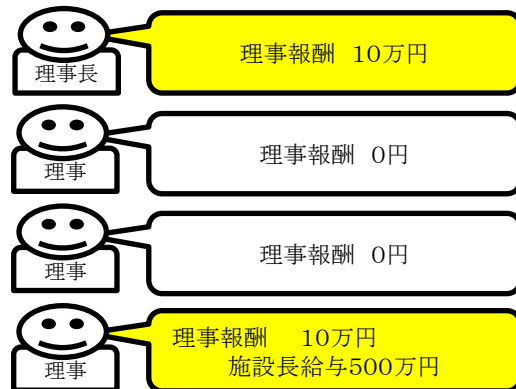 理事報酬 10万円
理事長
理事報酬 0円
理事
理事報酬 0円
理事
理事報酬 10万円
施設長給与500万円
理事